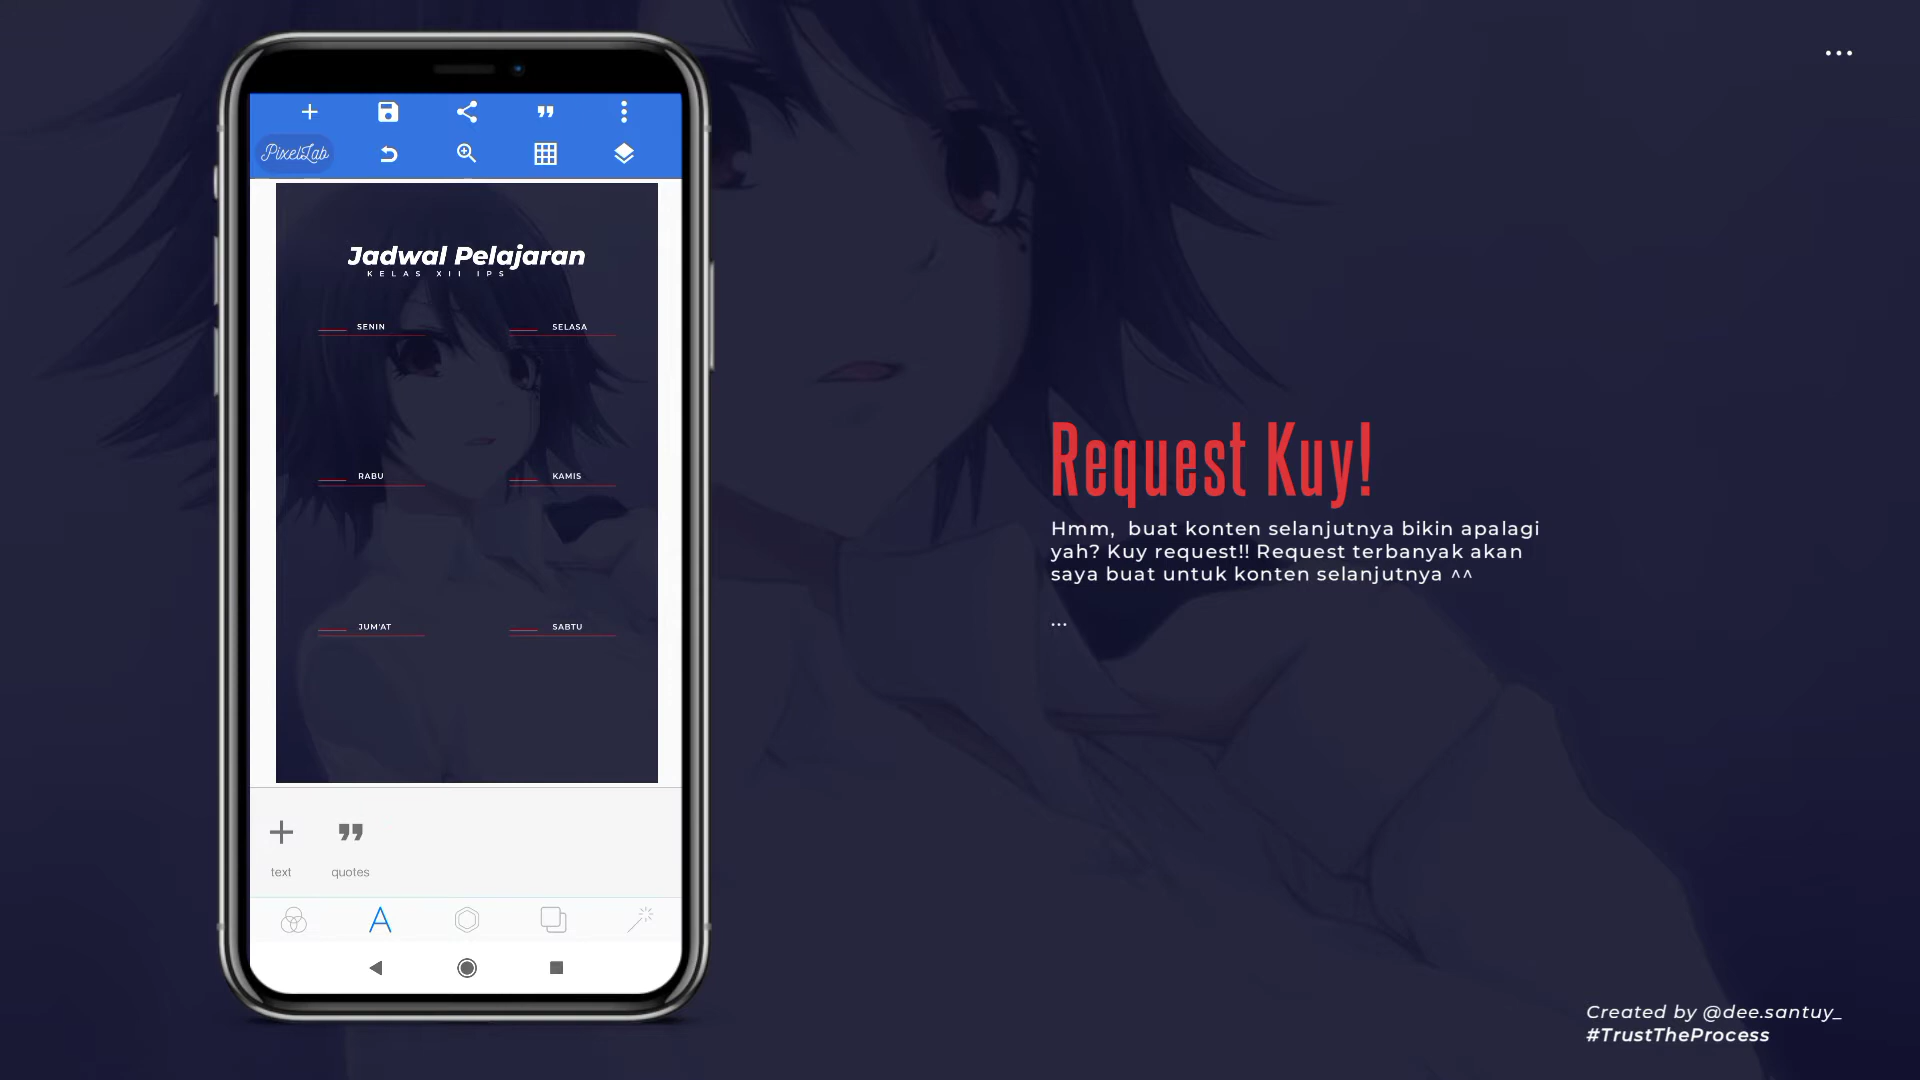 PixelLab
Jadwal Pelajaran
KELAS XII IPS
SENIN
SELASA
RABU
KAMIS
JUM'AT
SABTU
text
quotes
Request Kuy!
Hmm,  buat konten selanjutnya bikin apalagi
yah? Kuy request!! Request terbanyak akan
saya buat untuk konten selanjutnya ^^
...
Created by @dee.santuy_
#TrustTheProcess